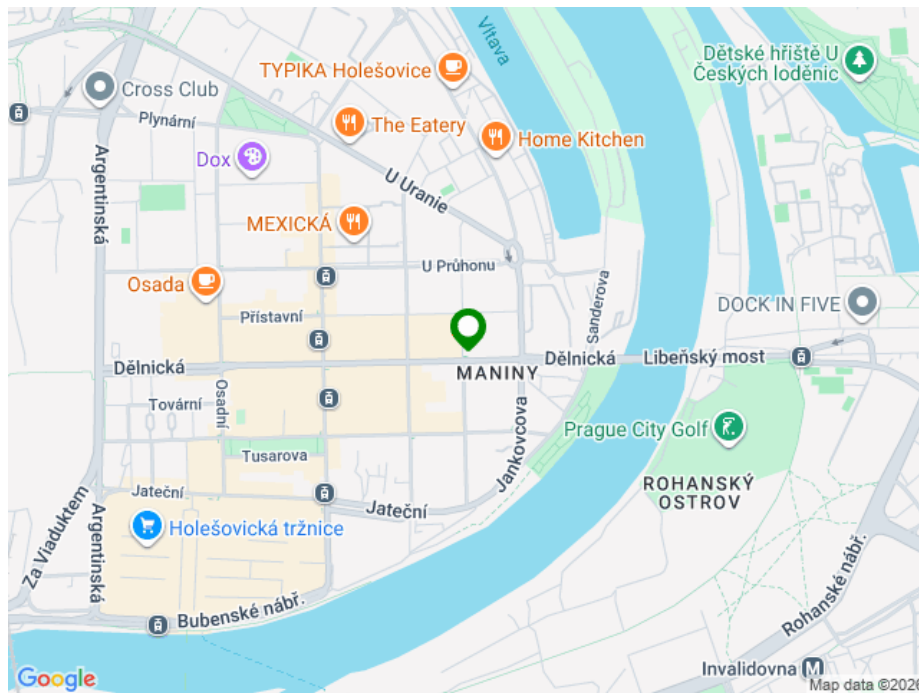 Vltava
Dětské hřiště U
Českých loděnic
TYPIKA Holešovice
Cross Club
Plynární
The Eatery
Home Kitchen
Dox
Argentinská
U Uranie
MEXICKÁ
U Průhonu
Osada
Sanderova
DOCK IN FIVE
Přístavní
Dělnická
MANINY
Dělnická
Libeňský most
Osadní
Tovární
Jankovcova
Prague City Golf
Tusarova
ROHANSKÝ
OSTROV
Jateční
Jateční
Za Viaduktem
Argentinská
Holešovická tržnice
Bubenské nábř.
Rohanské nábř.
Invalidovna M
Google
Map data ©2026